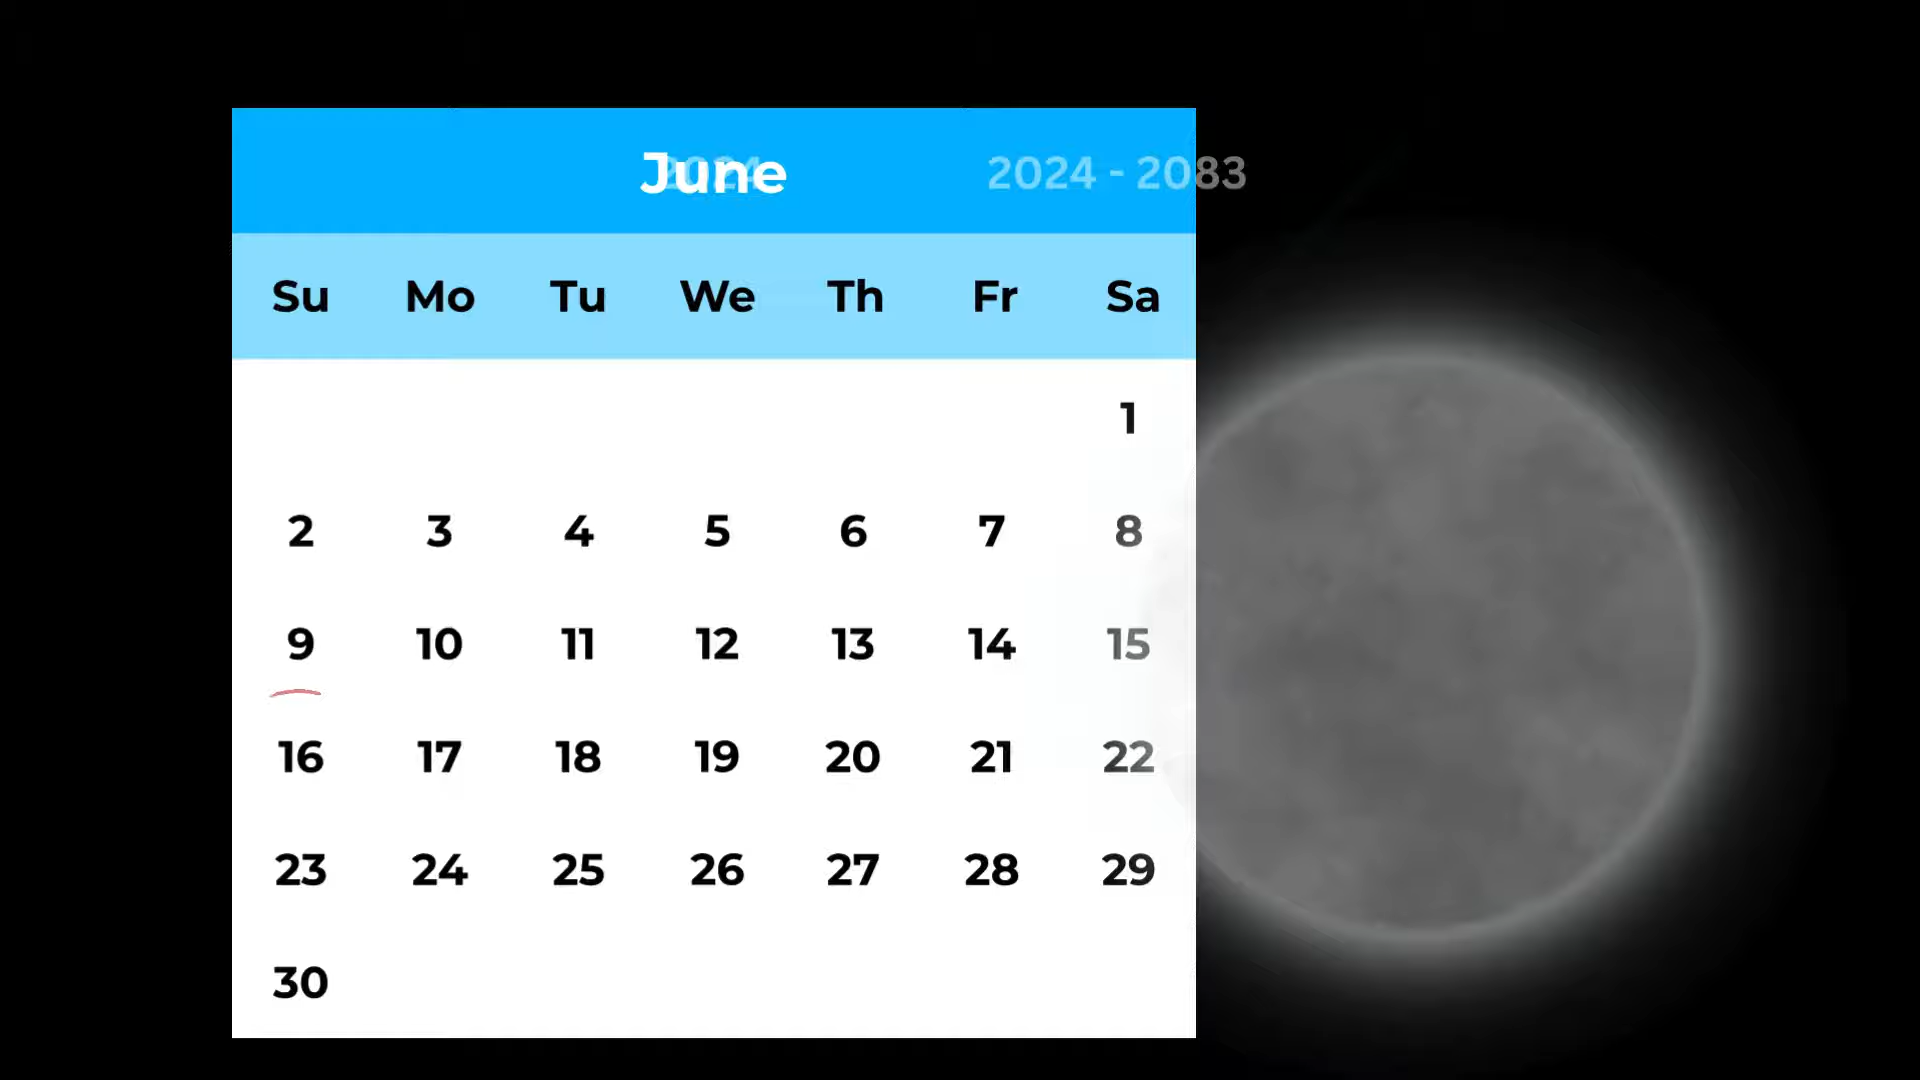 June
2024
2024 - 2083
Su Mo Tu We Th Fr Sa
1
2 3 4 5 6 7 8
9 10 11 12 13 14 15
16 17 18 19 20 21 22
23 24 25 26 27 28 29
30